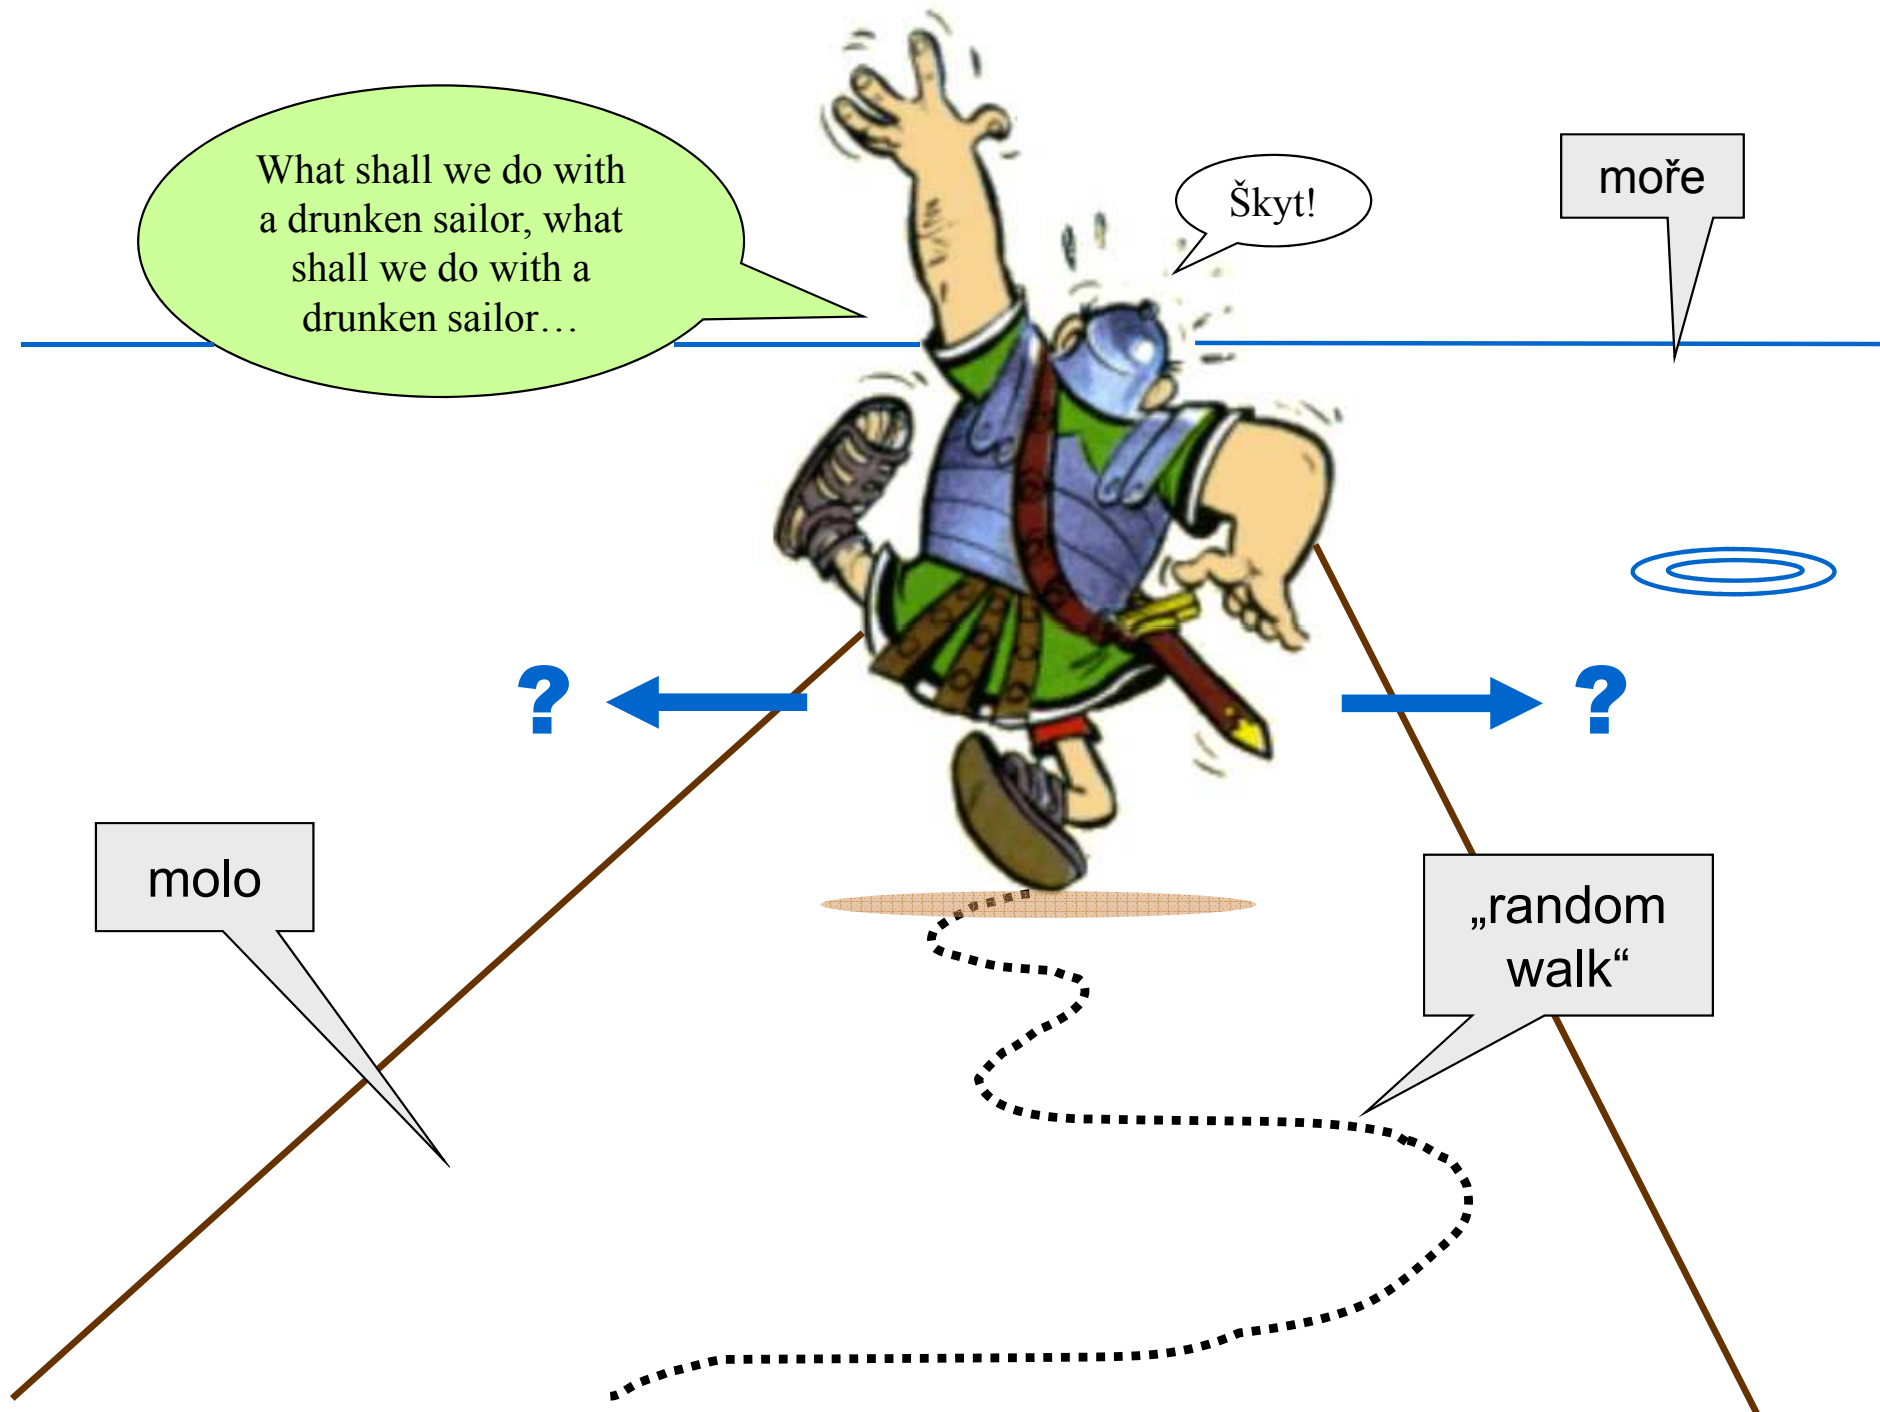 What shall we do with
a drunken sailor, what
shall we do with a
drunken sailor…
Škyt!
moře
?
?
molo
„random
walk“